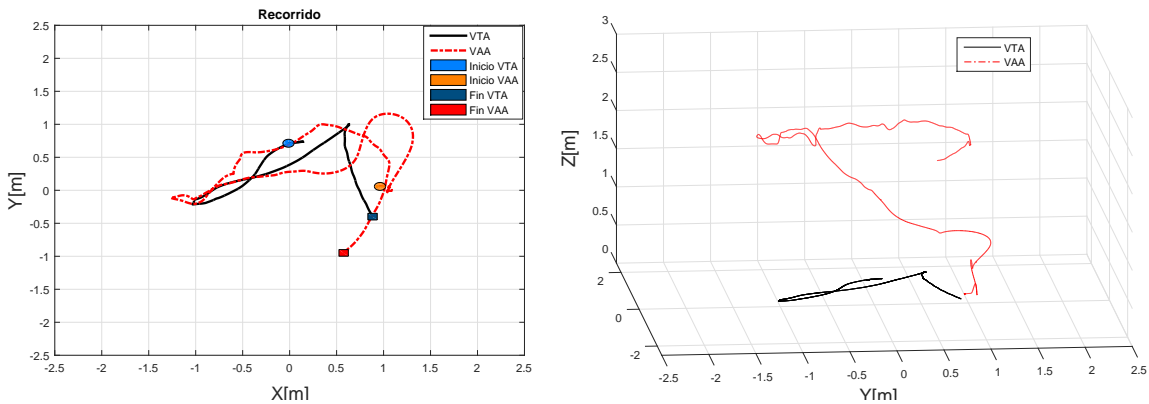 Recorrido
2.5
2
1.5
1
0.5
0
-0.5
-1
-1.5
-2
-2.5
Y[m]
-2.5 -2 -1.5 -1 -0.5 0 0.5 1 1.5 2 2.5
X[m]
VTA
VAA
Inicio VTA
Inicio VAA
Fin VTA
Fin VAA
3
2.5
2
1.5
1
0.5
0
Z[m]
2
0
-2
-2.5 -2 -1.5 -1 -0.5 0 0.5 1 1.5 2 2.5
Y[m]
VTA
VAA